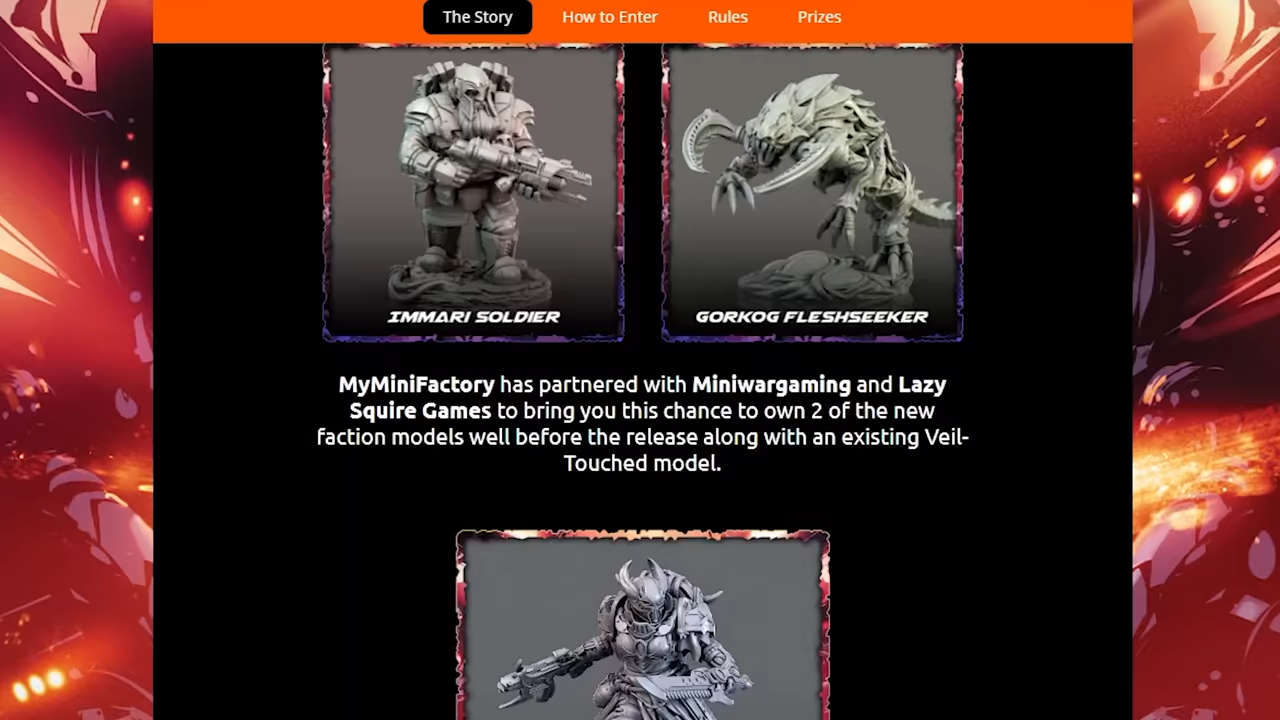 The Story How to Enter Rules Prizes
IMMARI SOLDIER GORKOG FLESHSEEKER
MyMiniFactory has partnered with Miniwargaming and Lazy
Squire Games to bring you this chance to own 2 of the new
faction models well before the release along with an existing Veil-
Touched model.